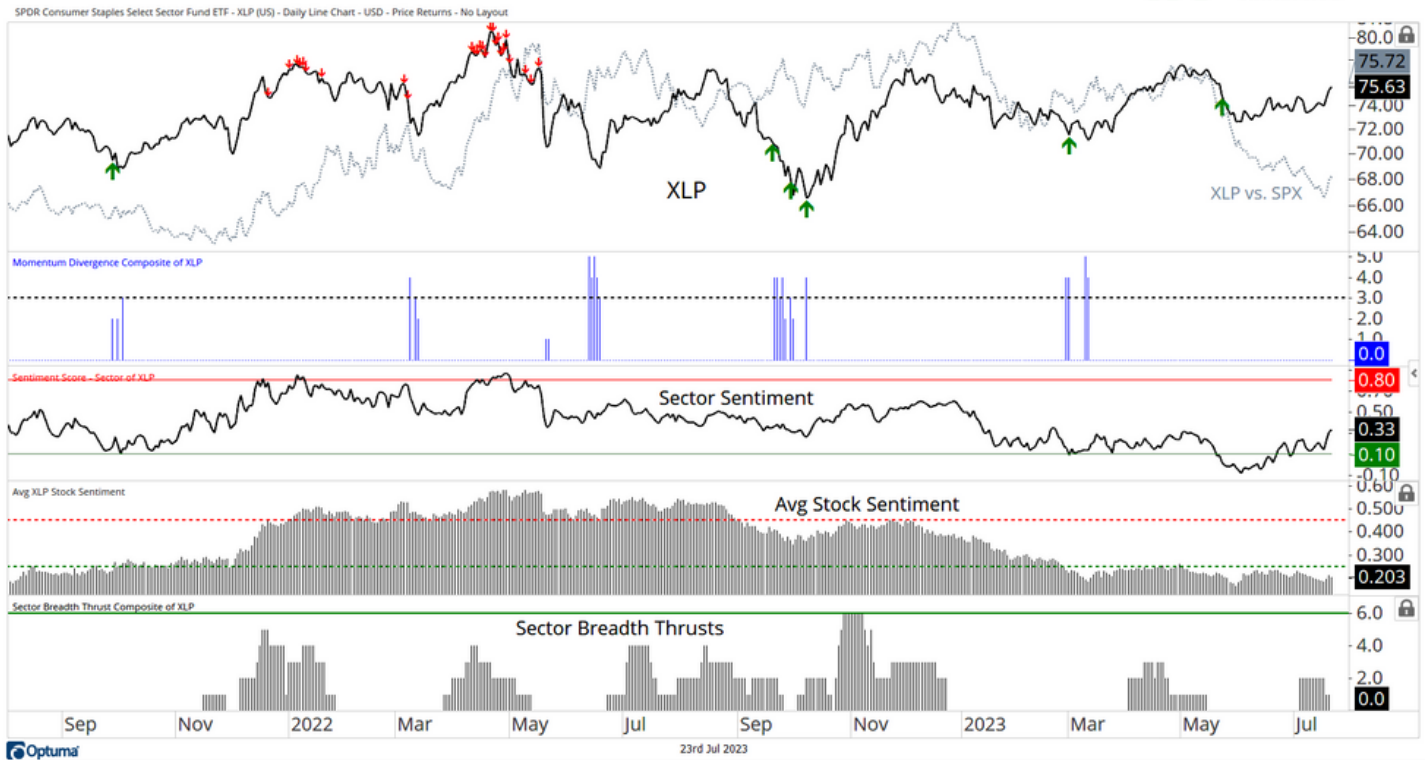 SPDR Consumer Staples Select Sector Fund ETF - XLP (US) - Daily Line Chart - USD - Price Returns - No Layout
80.0
75.72
75.63
74.00
72.00
70.00
68.00
66.00
64.00
XLP
XLP vs. SPX
Momentum Divergence Composite of XLP
5.0
4.0
3.0
2.0
1.0
0.0
Sentiment Score - Sector of XLP
Sector Sentiment
0.80
0.50
0.33
0.10
-0.10
Avg XLP Stock Sentiment
Avg Stock Sentiment
0.60
0.500
0.400
0.300
0.203
Sector Breadth Thrust Composite of XLP
Sector Breadth Thrusts
6.0
4.0
2.0
0.0
Sep Nov 2022 Mar May Jul Sep Nov 2023 Mar May Jul
Optuma
23rd Jul 2023